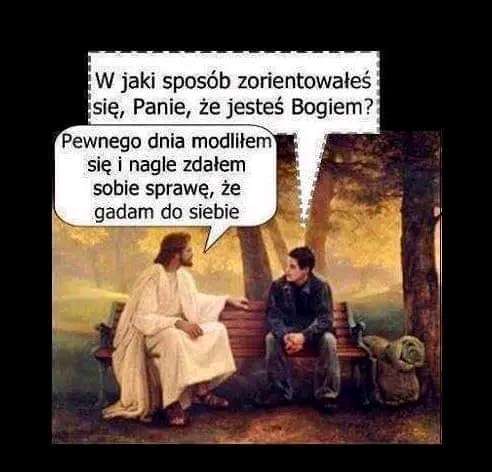 W jaki sposób zorientowałeś
się, Panie, że jesteś Bogiem?
Pewnego dnia modliłem
się i nagle zdałem
sobie sprawę, że
gadam do siebie